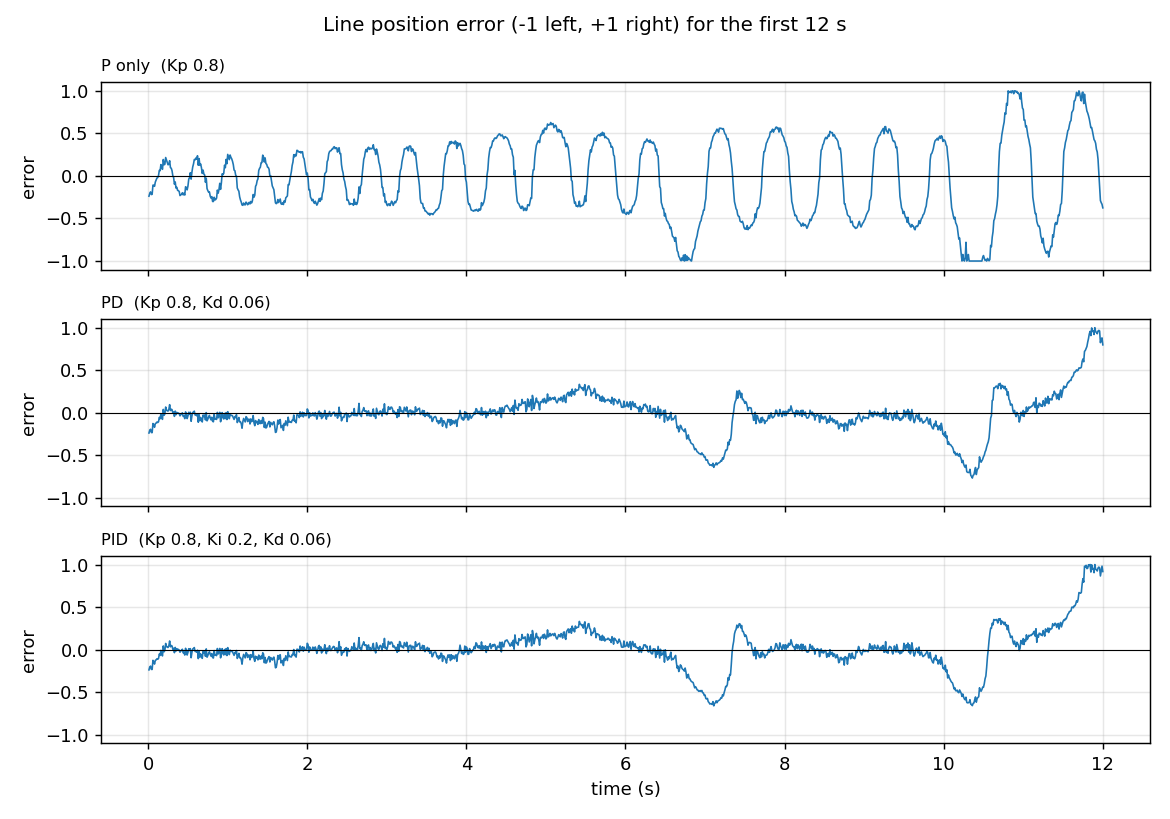 Line position error (-1 left, +1 right) for the first 12 s
P only (Kp 0.8)
1.0
0.5
0.0
−0.5
−1.0
error
PD (Kp 0.8, Kd 0.06)
1.0
0.5
0.0
−0.5
−1.0
error
PID (Kp 0.8, Ki 0.2, Kd 0.06)
1.0
0.5
0.0
−0.5
−1.0
error
0 2 4 6 8 10 12
time (s)